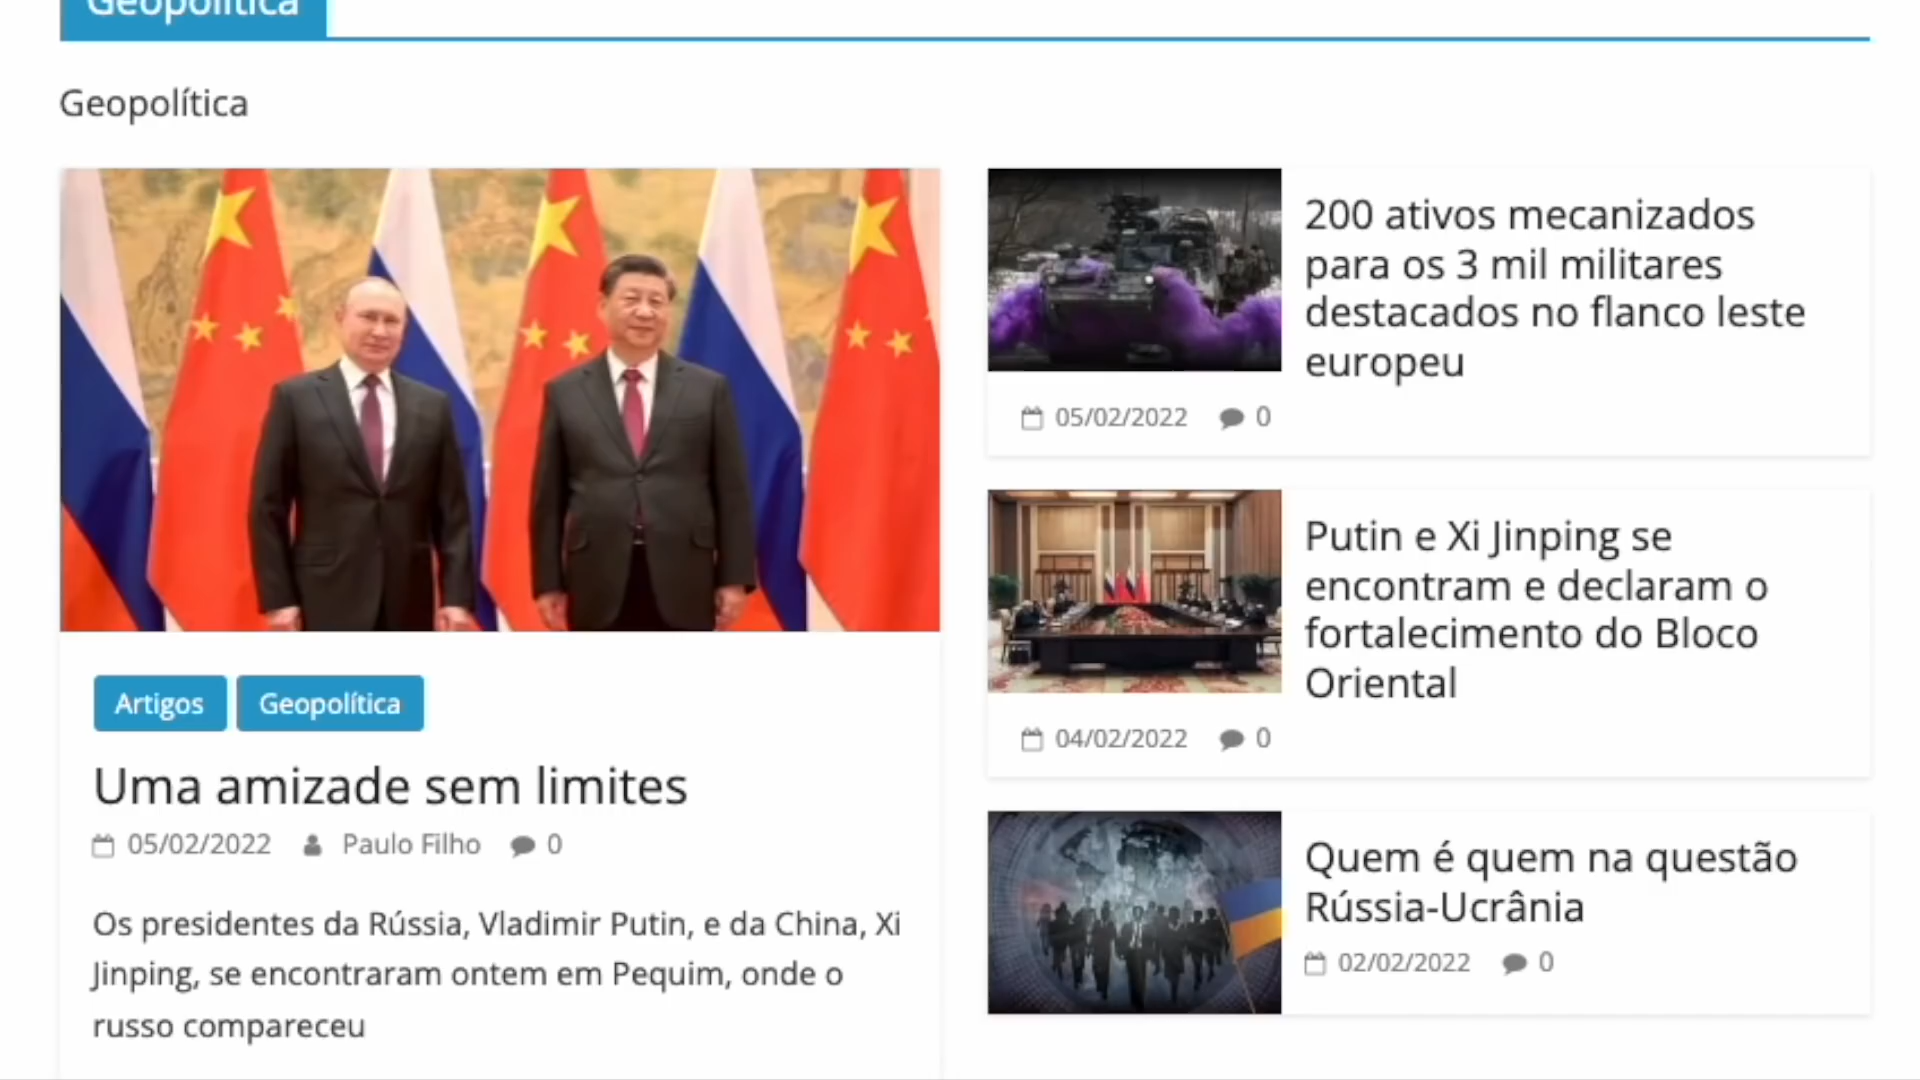 Geopolítica
Geopolítica
Artigos
Geopolítica
Uma amizade sem limites
05/02/2022 Paulo Filho 0
Os presidentes da Rússia, Vladimir Putin, e da China, Xi
Jinping, se encontraram ontem em Pequim, onde o
russo compareceu
200 ativos mecanizados
para os 3 mil militares
destacados no flanco leste
europeu
05/02/2022 0
Putin e Xi Jinping se
encontram e declaram o
fortalecimento do Bloco
Oriental
04/02/2022 0
Quem é quem na questão
Rússia-Ucrânia
02/02/2022 0